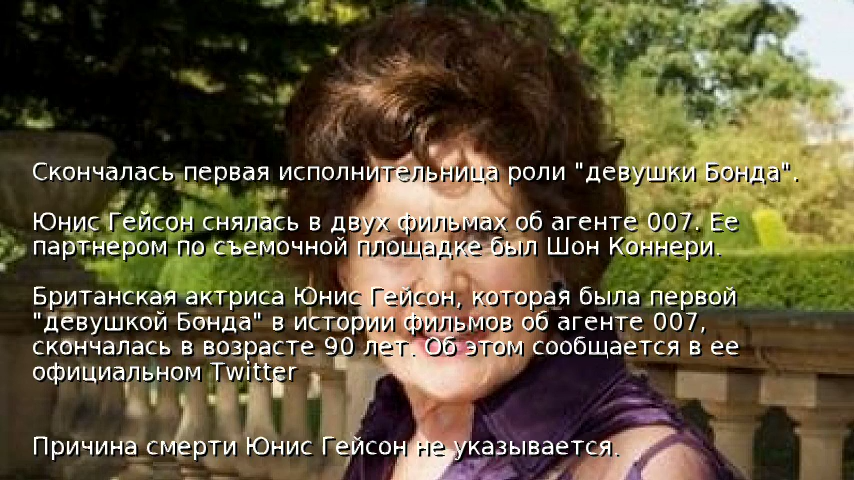 Скончалась первая исполнительница роли "девушки Бонда".
Юнис Гейсон снялась в двух фильмах об агенте 007. Ее
партнером по съемочной площадке был Шон Коннери.
Британская актриса Юнис Гейсон, которая была первой
"девушкой Бонда" в истории фильмов об агенте 007,
скончалась в возрасте 90 лет. Об этом сообщается в ее
официальном Twitter
Причина смерти Юнис Гейсон не указывается.